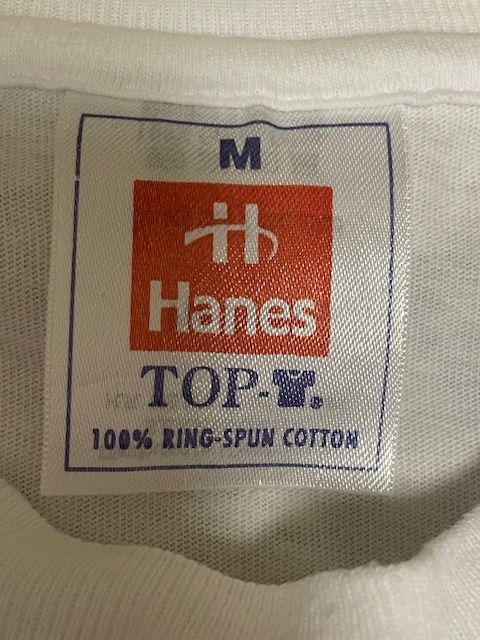 M
H
Hanes
TOP-
100% RING-SPUN COTTON